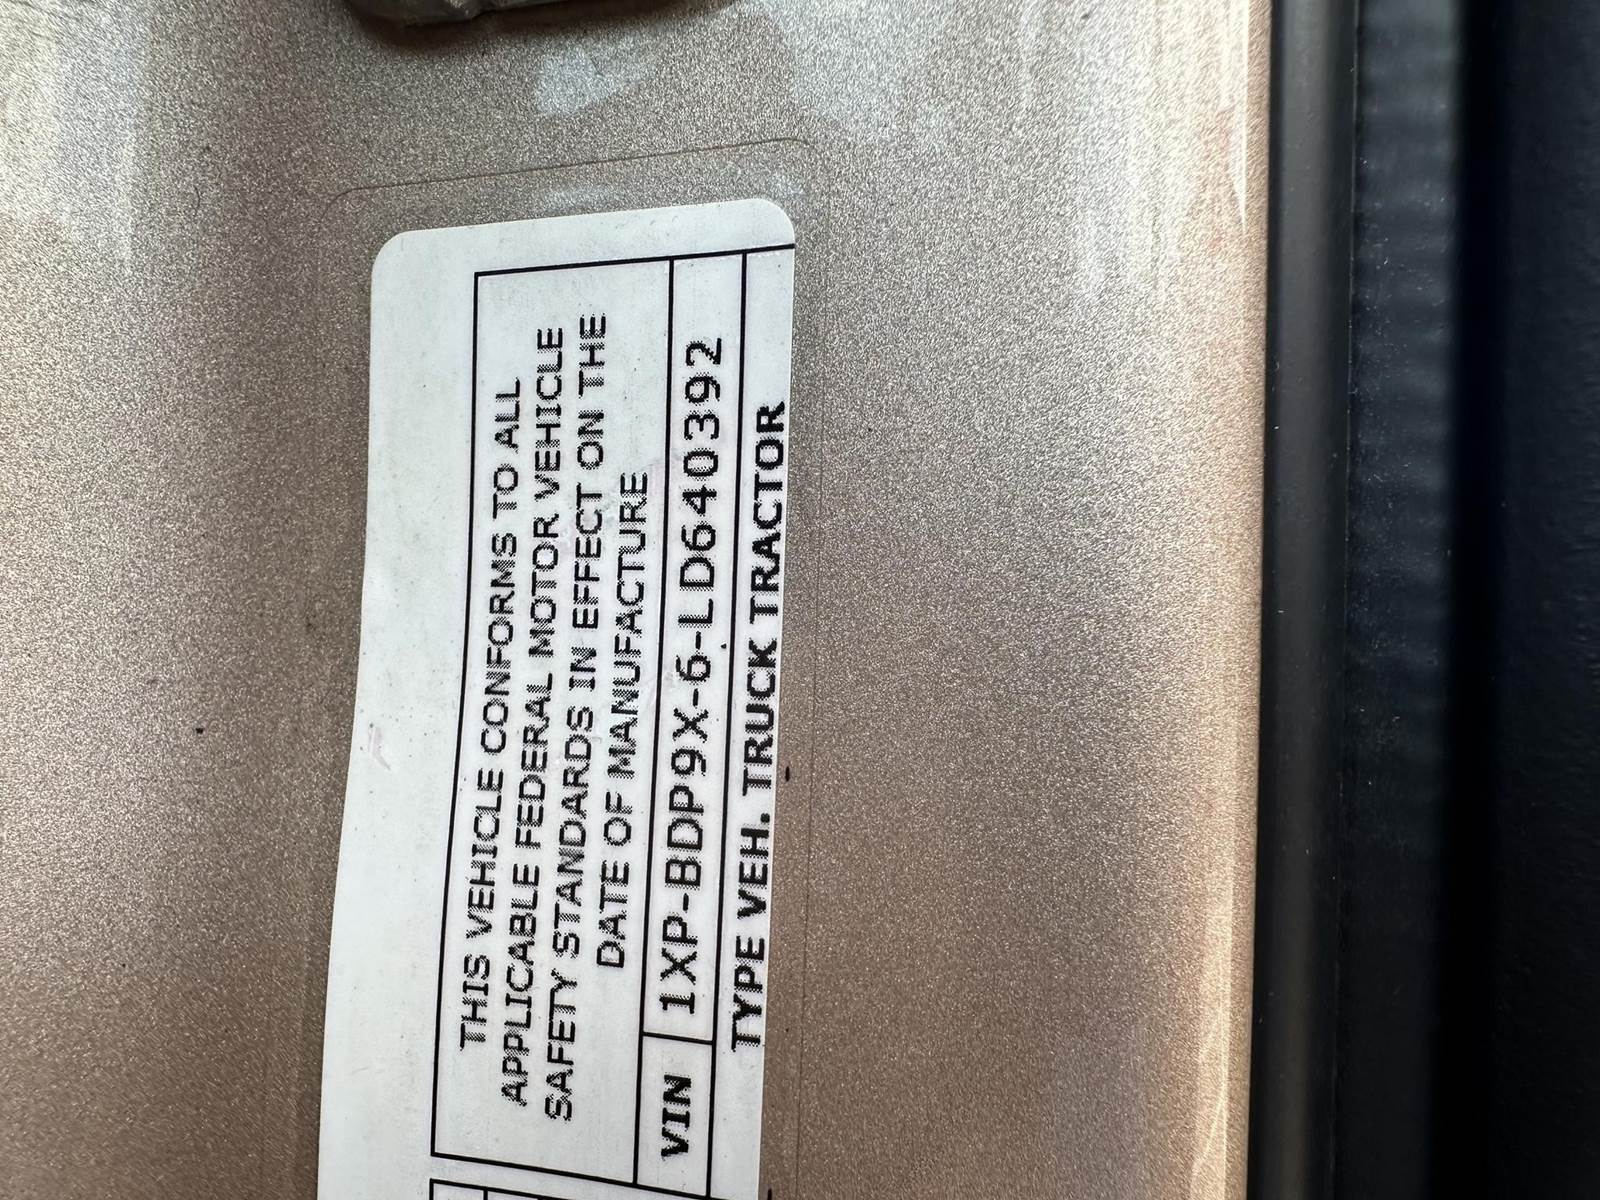 THIS VEHICLE CONFORMS TO ALL
APPLICABLE FEDERAL MOTOR VEHICLE
SAFETY STANDARDS IN EFFECT ON THE
DATE OF MANUFACTURE
VIN 1XP-BDP9X-6-LD640392
TYPE VEH. TRUCK TRACTOR